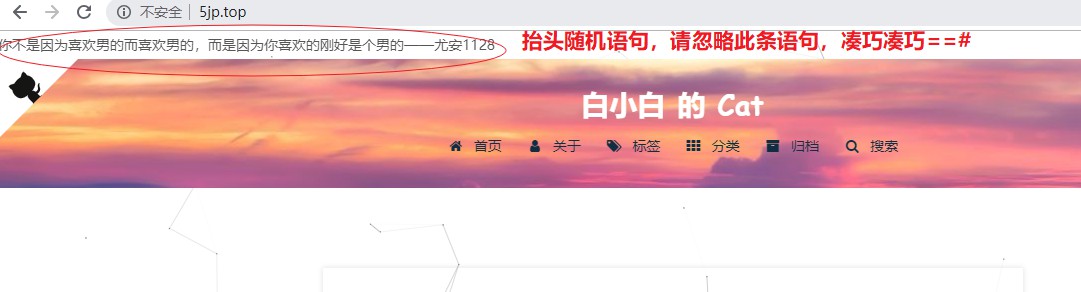 不安全 5jp.top
你不是因为喜欢男的而喜欢男的，而是因为你喜欢的刚好是个男的——尤安1128
抬头随机语句，请忽略此条语句，凑巧凑巧==#
白小白 的 Cat
首页 关于 标签 分类 归档 搜索